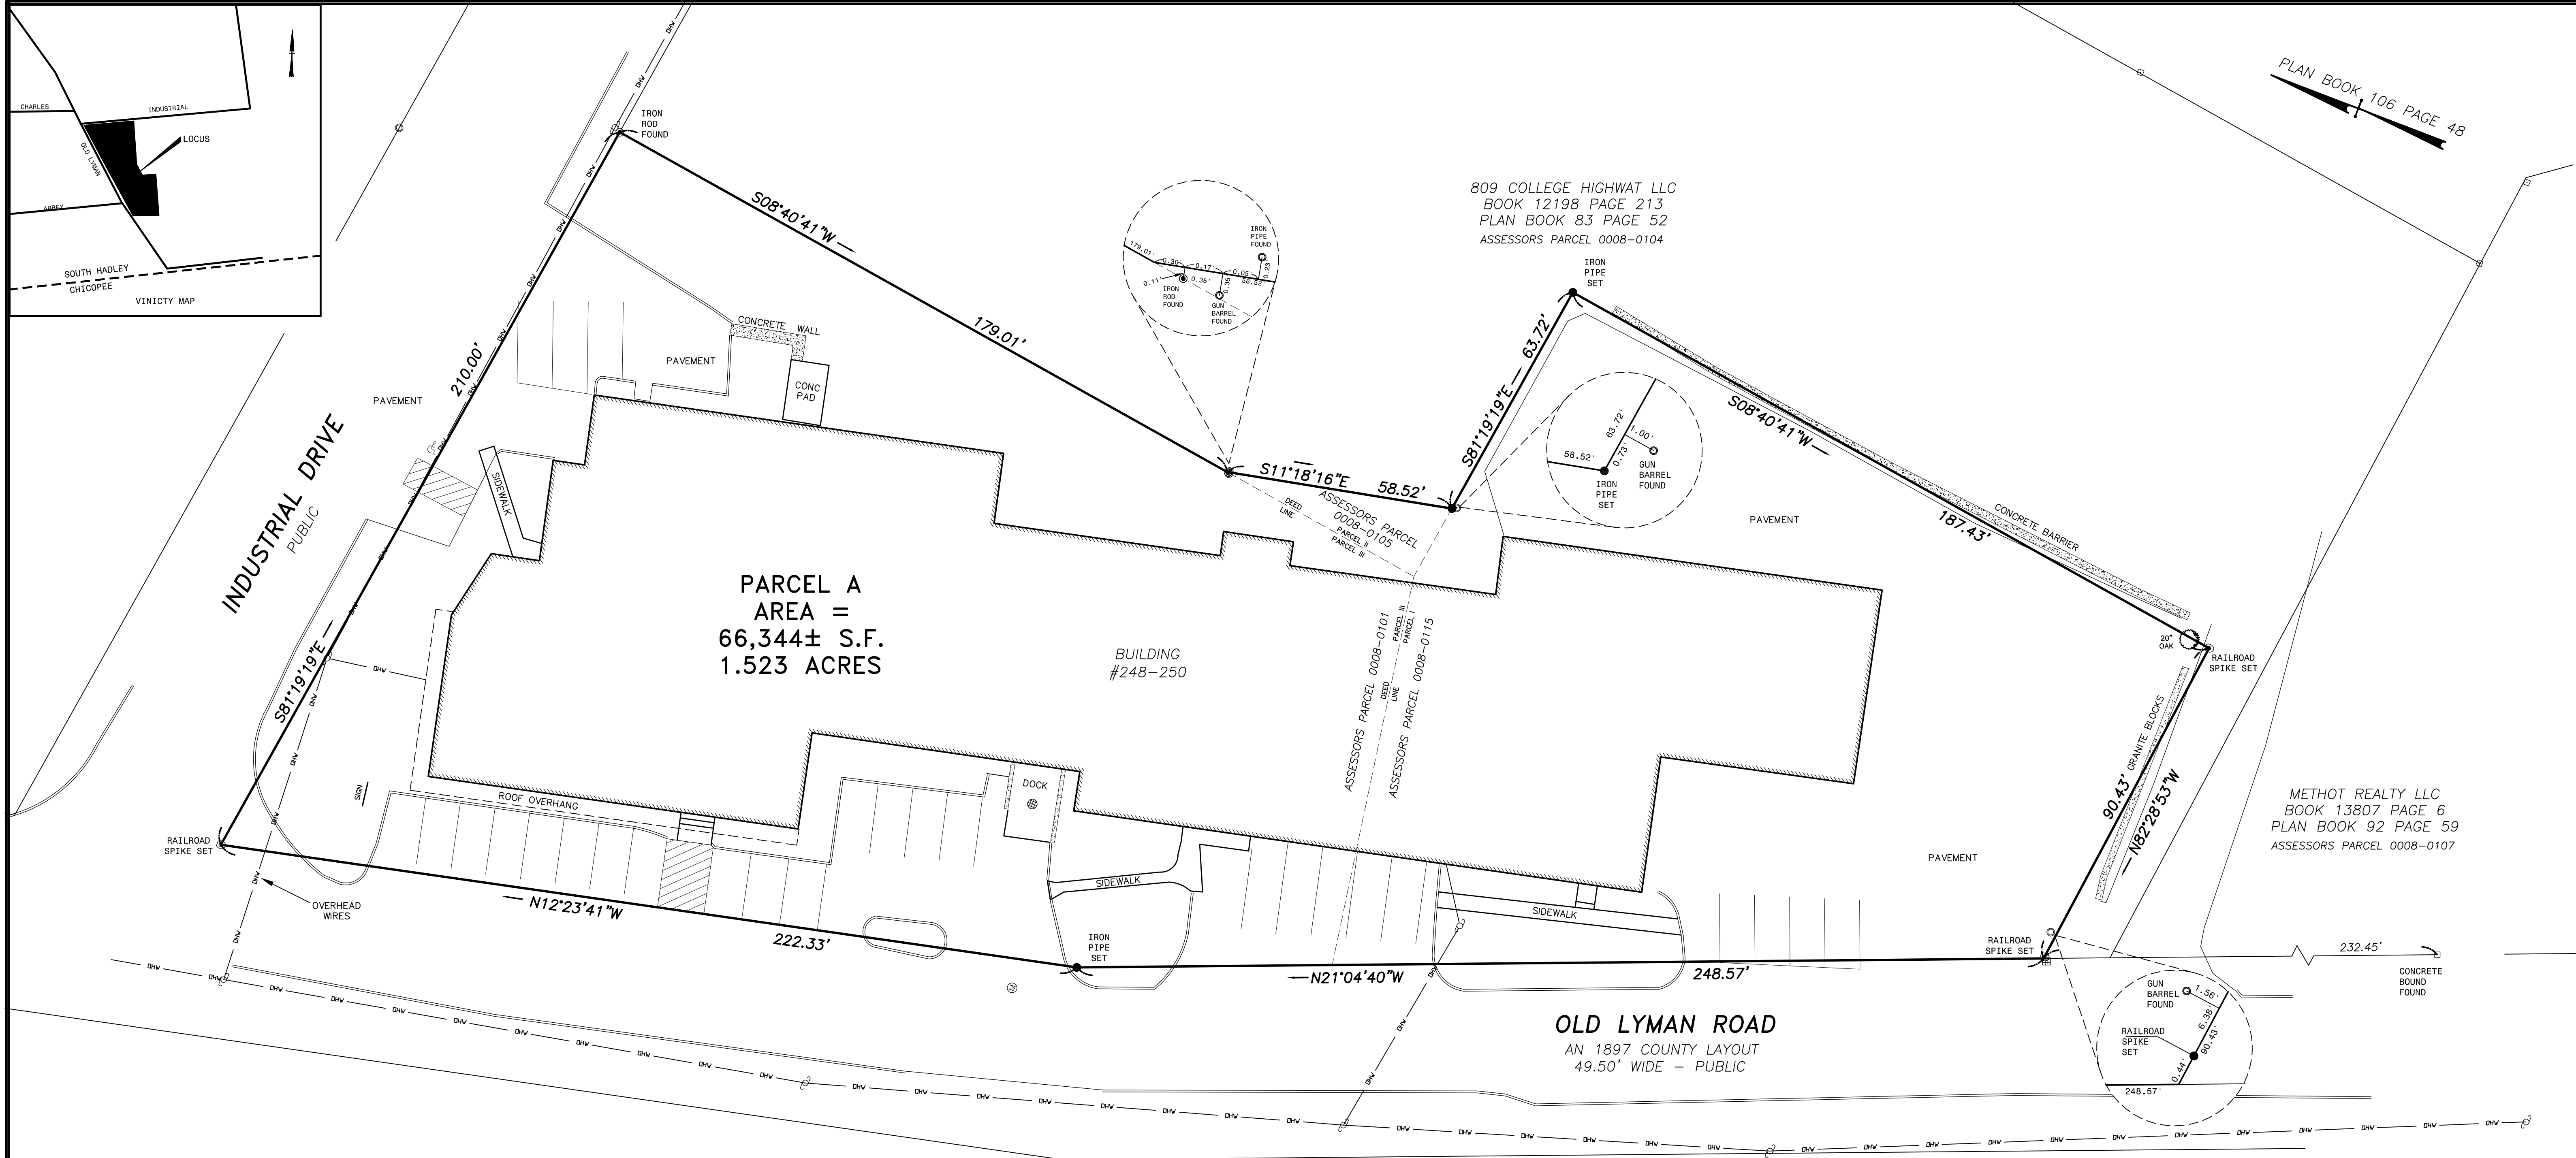 CHARLES
INDUSTRIAL
LOCUS
OLD LYMAN
ABBEY
SOUTH HADLEY
CHICOPEE
VINICTY MAP
PLAN BOOK 106 PAGE 48
IRON
ROD
FOUND
S08°40'41"W
179.01'
179.01'
0.30'
0.17'
0.05'
58.52'
0.11'
0.35'
0.35'
0.23
IRON
PIPE
FOUND
IRON
ROD
FOUND
GUN
BARREL
FOUND
809 COLLEGE HIGHWAT LLC
BOOK 12198 PAGE 213
PLAN BOOK 83 PAGE 52
ASSESSORS PARCEL 0008-0104
IRON
PIPE
SET
S81°19'19"E
63.72'
63.72'
1.00'
0.73'
58.52'
GUN
BARREL
FOUND
IRON
PIPE
SET
S08°40'41"W
187.43'
CONCRETE BARRIER
PAVEMENT
S11°18'16"E 58.52'
DEED
LINE
ASSESSORS PARCEL
0008-0105
PARCEL II
PARCEL III
CONCRETE WALL
PAVEMENT
CONC
PAD
210.00'
PAVEMENT
INDUSTRIAL DRIVE
PUBLIC
SIDEWALK
S81°19'19"E
PARCEL A
AREA =
66,344± S.F.
1.523 ACRES
BUILDING
#248-250
ASSESSORS PARCEL 0008-0101
DEED
LINE
PARCEL III
PARCEL I
ASSESSORS PARCEL 0008-0115
20"
OAK
RAILROAD
SPIKE SET
GRANITE BLOCKS
90.43'
N82°28'53"W
METHOT REALTY LLC
BOOK 13807 PAGE 6
PLAN BOOK 92 PAGE 59
ASSESSORS PARCEL 0008-0107
OHW
SIGN
ROOF OVERHANG
DOCK
RAILROAD
SPIKE SET
OVERHEAD
WIRES
N12°23'41"W
222.33'
IRON
PIPE
SET
SIDEWALK
SIDEWALK
PAVEMENT
RAILROAD
SPIKE SET
M
N21°04'40"W
248.57'
232.45'
CONCRETE
BOUND
FOUND
GUN
BARREL
FOUND
1.56'
6.38'
90.43'
RAILROAD
SPIKE
SET
0.44'
248.57'
OLD LYMAN ROAD
AN 1897 COUNTY LAYOUT
49.50' WIDE - PUBLIC